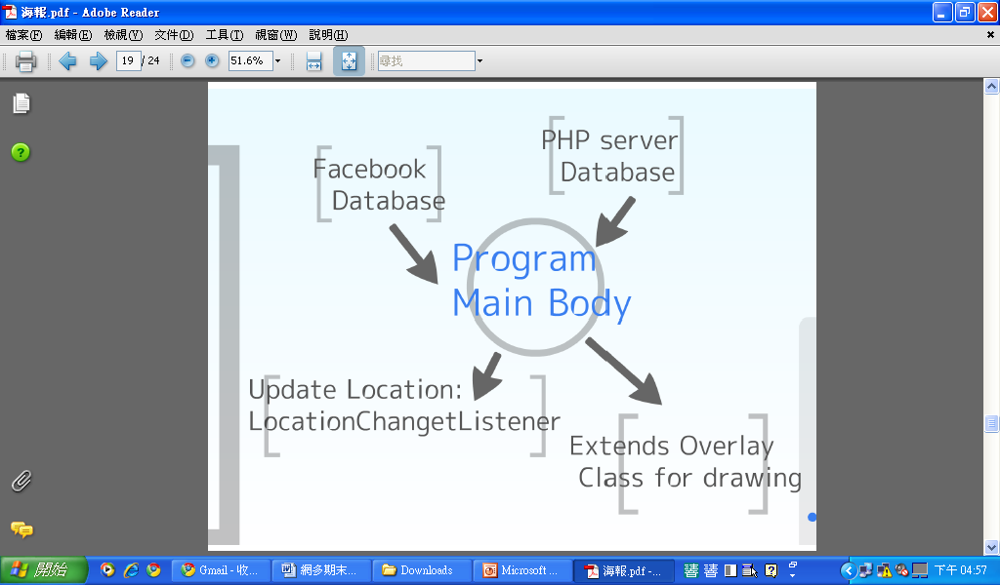 海報.pdf - Adobe Reader
檔案(F) 編輯(E) 檢視(V) 文件(D) 工具(T) 視窗(W) 說明(H)
19 / 24 51.6% 尋找
PHP server
Database
Facebook
Database
Program
Main Body
Update Location:
LocationChangetListener
Extends Overlay
Class for drawing
開始 Gmail - 收... 網多期末... Downloads Microsoft ... 海報.pdf -... 下午 04:57